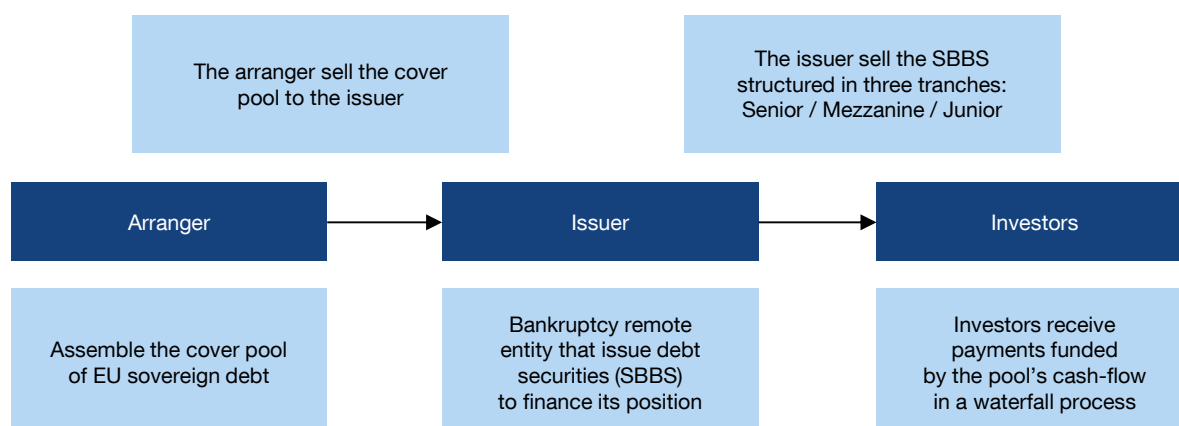 The arranger sell the cover
pool to the issuer
The issuer sell the SBBS
structured in three tranches:
Senior / Mezzanine / Junior
Arranger
Issuer
Investors
Assemble the cover pool
of EU sovereign debt
Bankruptcy remote
entity that issue debt
securities (SBBS)
to finance its position
Investors receive
payments funded
by the pool’s cash-flow
in a waterfall process